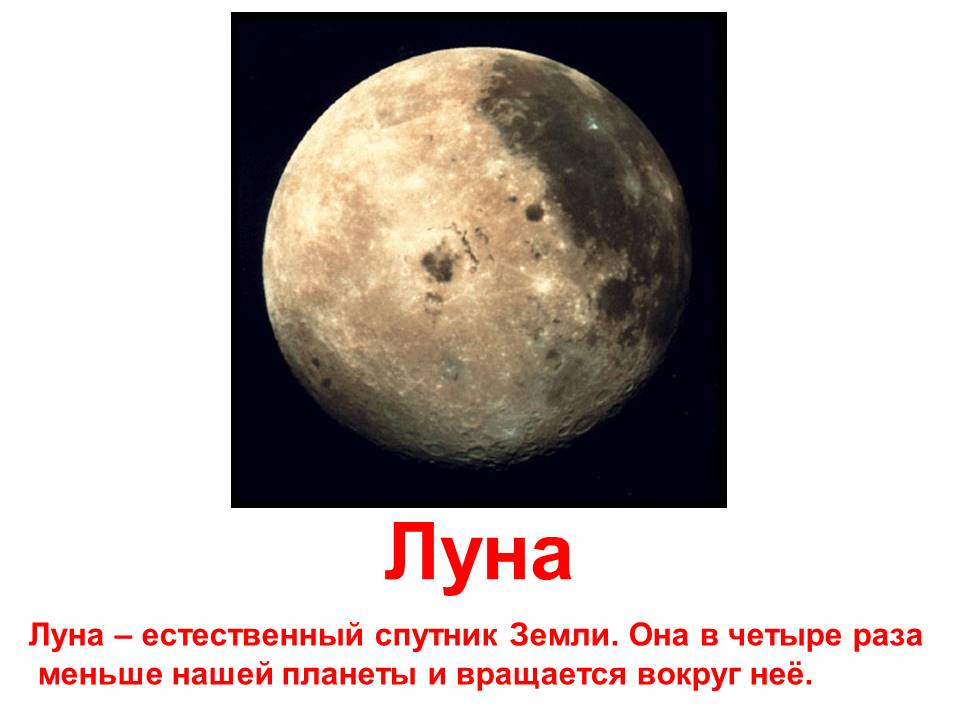 Луна
Луна – естественный спутник Земли. Она в четыре раза
меньше нашей планеты и вращается вокруг неё.